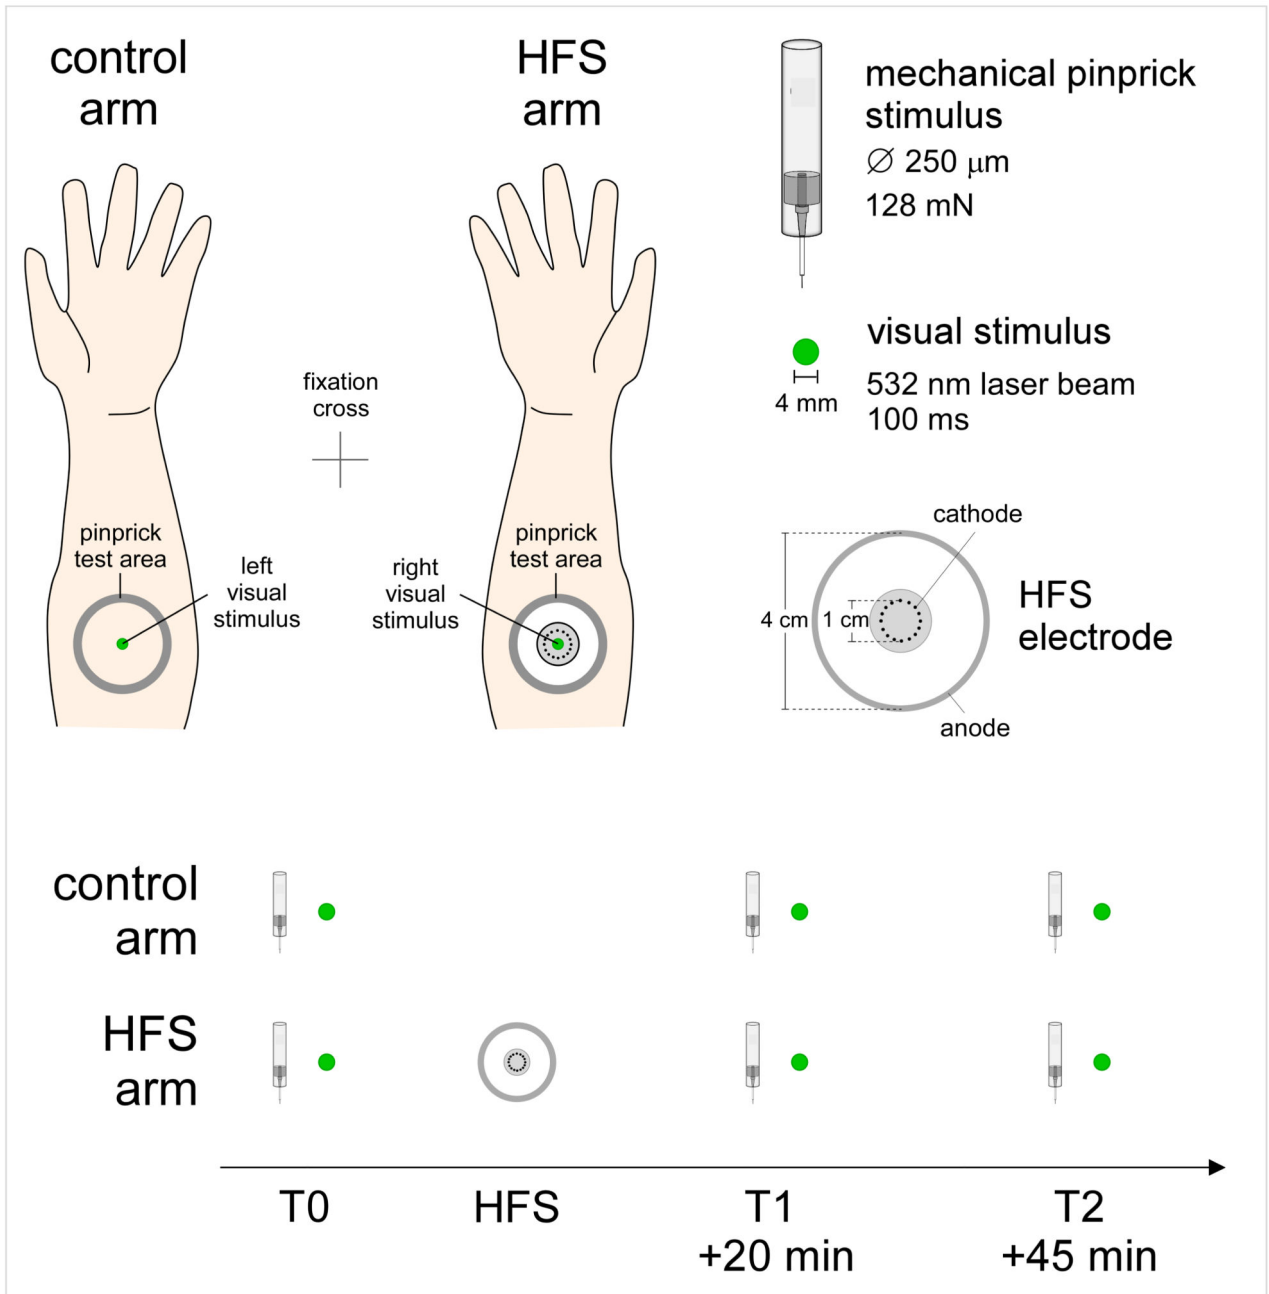 control
arm
HFS
arm
mechanical pinprick
stimulus
∅ 250 μm
128 mN
visual stimulus
532 nm laser beam
100 ms
4 mm
fixation
cross
pinprick
test area
left
visual
stimulus
right
visual
stimulus
pinprick
test area
cathode
4 cm
1 cm
HFS
electrode
anode
control
arm
HFS
arm
T0
HFS
T1
+20 min
T2
+45 min